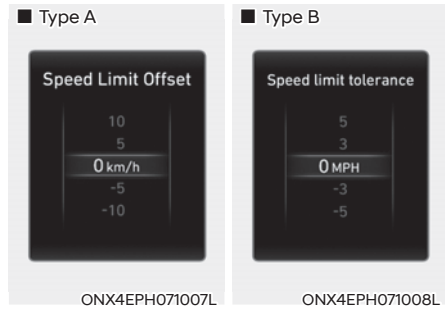 ■ Type A
Speed Limit Offset
10
5
0 km/h
-5
-10
ONX4EPH071007L
■ Type B
Speed limit tolerance
5
3
0 MPH
-3
-5
ONX4EPH071008L